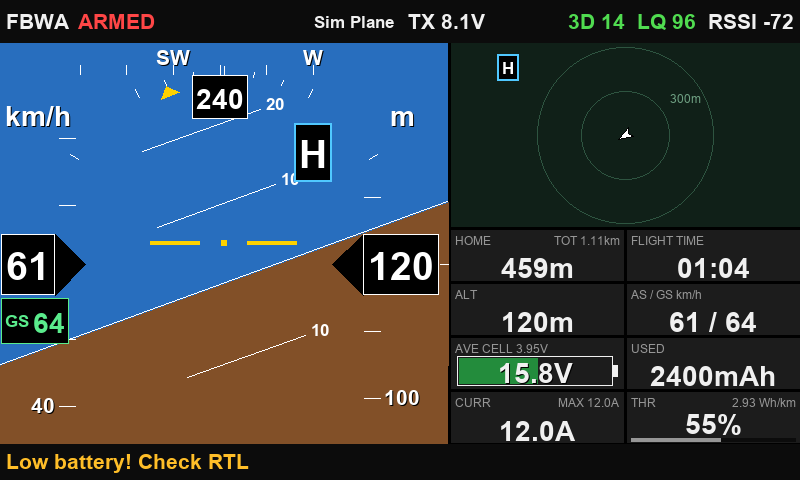 FBWA ARMED Sim Plane TX 8.1V 3D 14 LQ 96 RSSI -72
SW W
H
240
20
300m
km/h
m
H
10
61
120
GS 64
10
40
100
HOME TOT 1.11km
459m
FLIGHT TIME
01:04
ALT
120m
AS / GS km/h
61 / 64
AVE CELL 3.95V
15.8V
USED
2400mAh
CURR MAX 12.0A
12.0A
THR 2.93 Wh/km
55%
Low battery! Check RTL